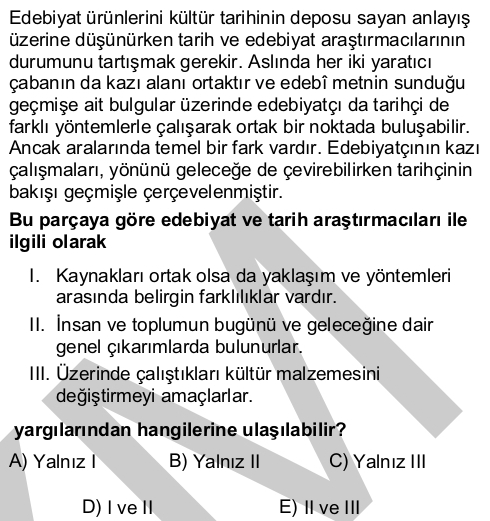 Edebiyat ürünlerini kültür tarihinin deposu sayan anlayış
üzerine düşünürken tarih ve edebiyat araştırmacılarının
durumunu tartışmak gerekir. Aslında her iki yaratıcı
çabanın da kazı alanı ortaktır ve edebî metnin sunduğu
geçmişe ait bulgular üzerinde edebiyatçı da tarihçi de
farklı yöntemlerle çalışarak ortak bir noktada buluşabilir.
Ancak aralarında temel bir fark vardır. Edebiyatçının kazı
çalışmaları, yönünü geleceğe de çevirebilirken tarihçinin
bakışı geçmişle çerçevelenmiştir.
Bu parçaya göre edebiyat ve tarih araştırmacıları ile
ilgili olarak
I. Kaynakları ortak olsa da yaklaşım ve yöntemleri
arasında belirgin farklılıklar vardır.
II. İnsan ve toplumun bugünü ve geleceğine dair
genel çıkarımlarda bulunurlar.
III. Üzerinde çalıştıkları kültür malzemesini
değiştirmeyi amaçlarlar.
yargılarından hangilerine ulaşılabilir?
A) Yalnız I B) Yalnız II C) Yalnız III
D) I ve II E) II ve III